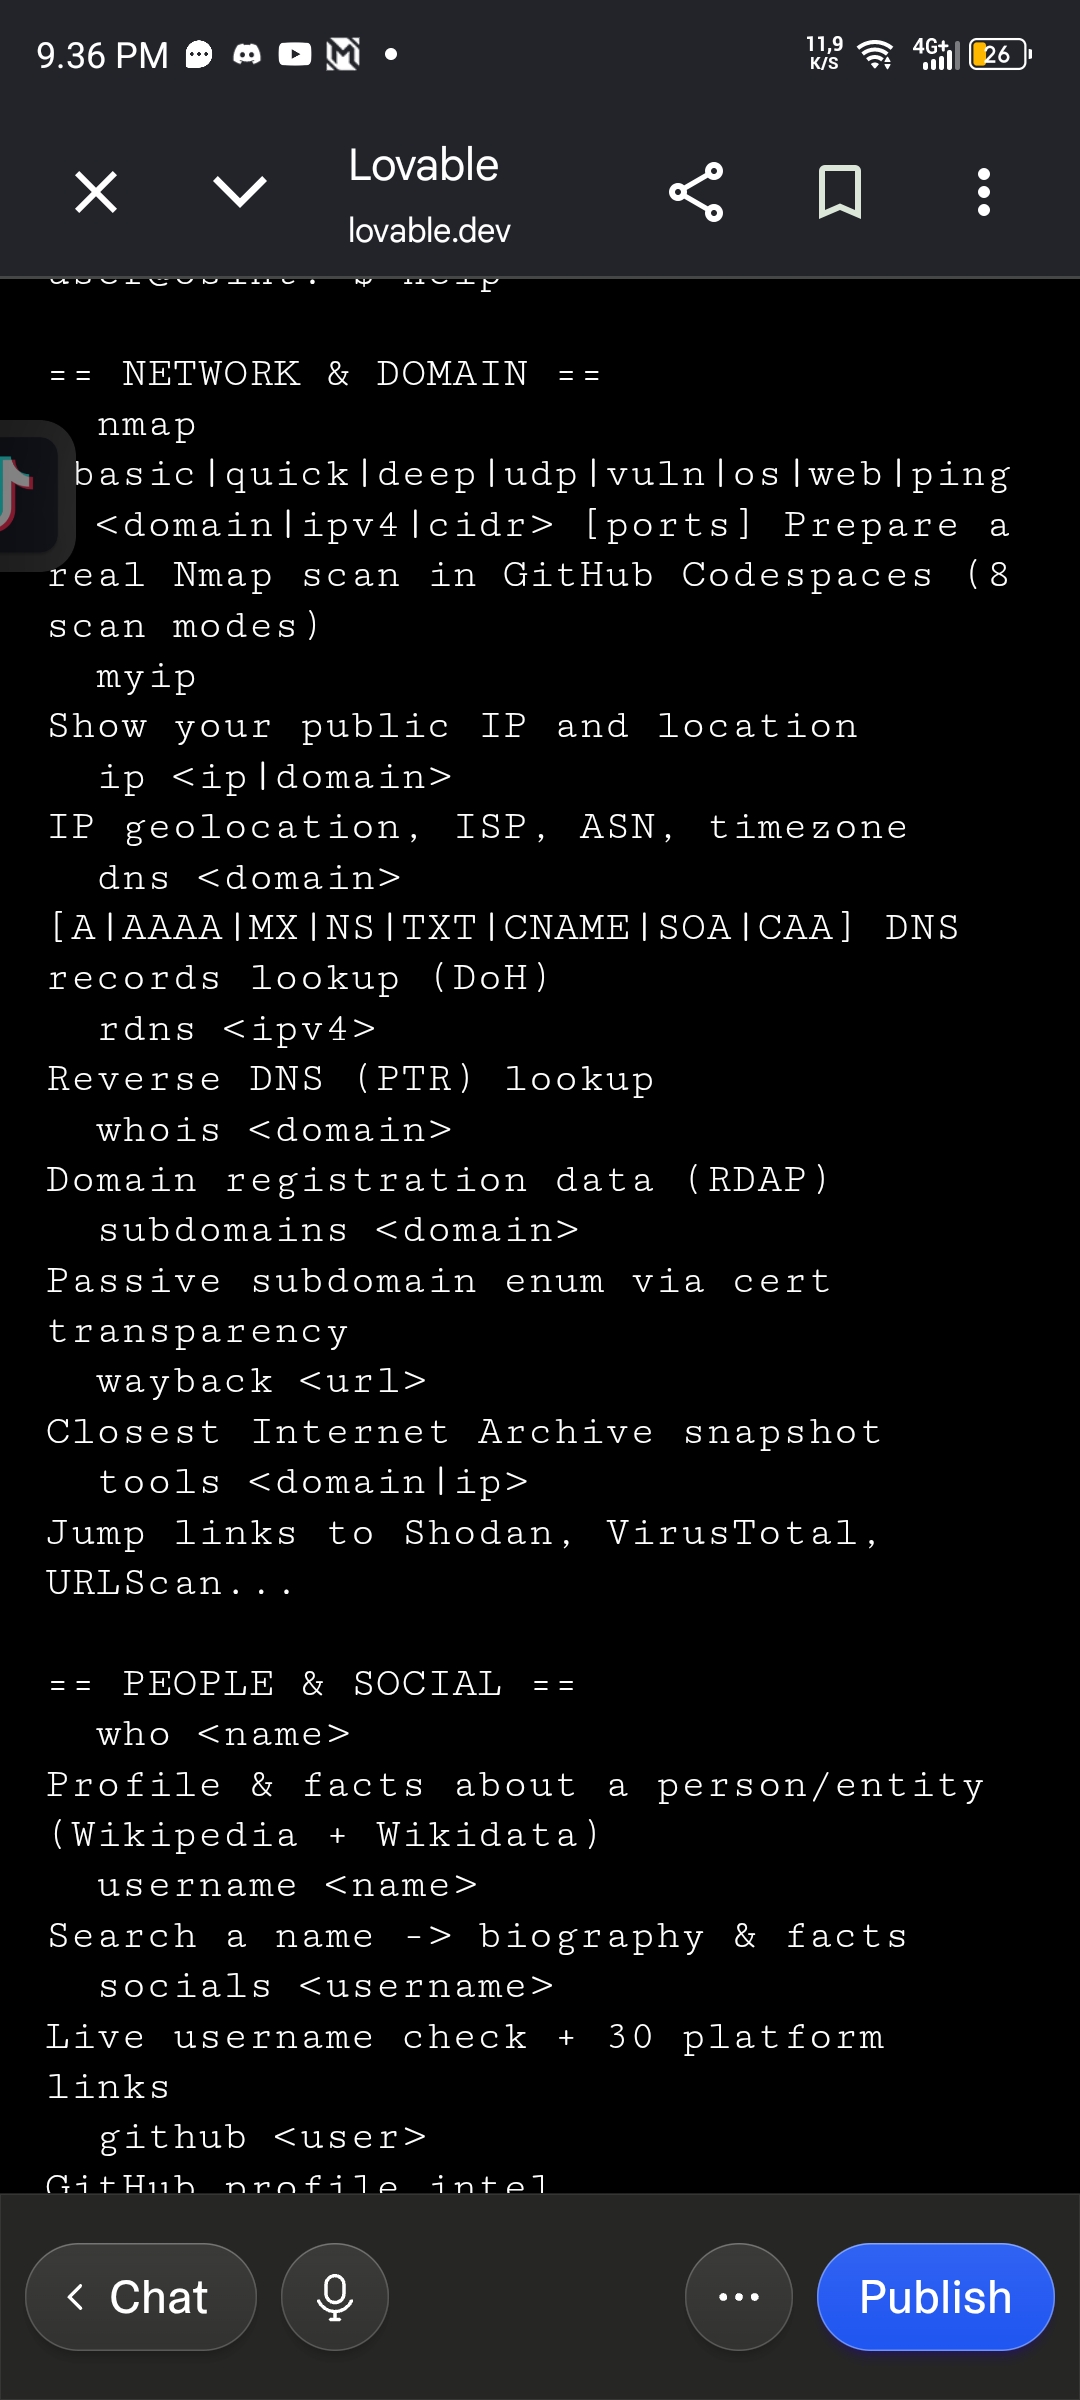 9.36 PM
11,9 K/S
4G+
26
Lovable
lovable.dev
user@osint:~$ help
== NETWORK & DOMAIN ==
nmap
basic|quick|deep|udp|vuln|os|web|ping
<domain|ipv4|cidr> [ports] Prepare a
real Nmap scan in GitHub Codespaces (8
scan modes)
myip
Show your public IP and location
ip <ip|domain>
IP geolocation, ISP, ASN, timezone
dns <domain>
[A|AAAA|MX|NS|TXT|CNAME|SOA|CAA] DNS
records lookup (DoH)
rdns <ipv4>
Reverse DNS (PTR) lookup
whois <domain>
Domain registration data (RDAP)
subdomains <domain>
Passive subdomain enum via cert
transparency
wayback <url>
Closest Internet Archive snapshot
tools <domain|ip>
Jump links to Shodan, VirusTotal,
URLScan...
== PEOPLE & SOCIAL ==
who <name>
Profile & facts about a person/entity
(Wikipedia + Wikidata)
username <name>
Search a name -> biography & facts
socials <username>
Live username check + 30 platform
links
github <user>
GitHub profile intel
Chat
Publish